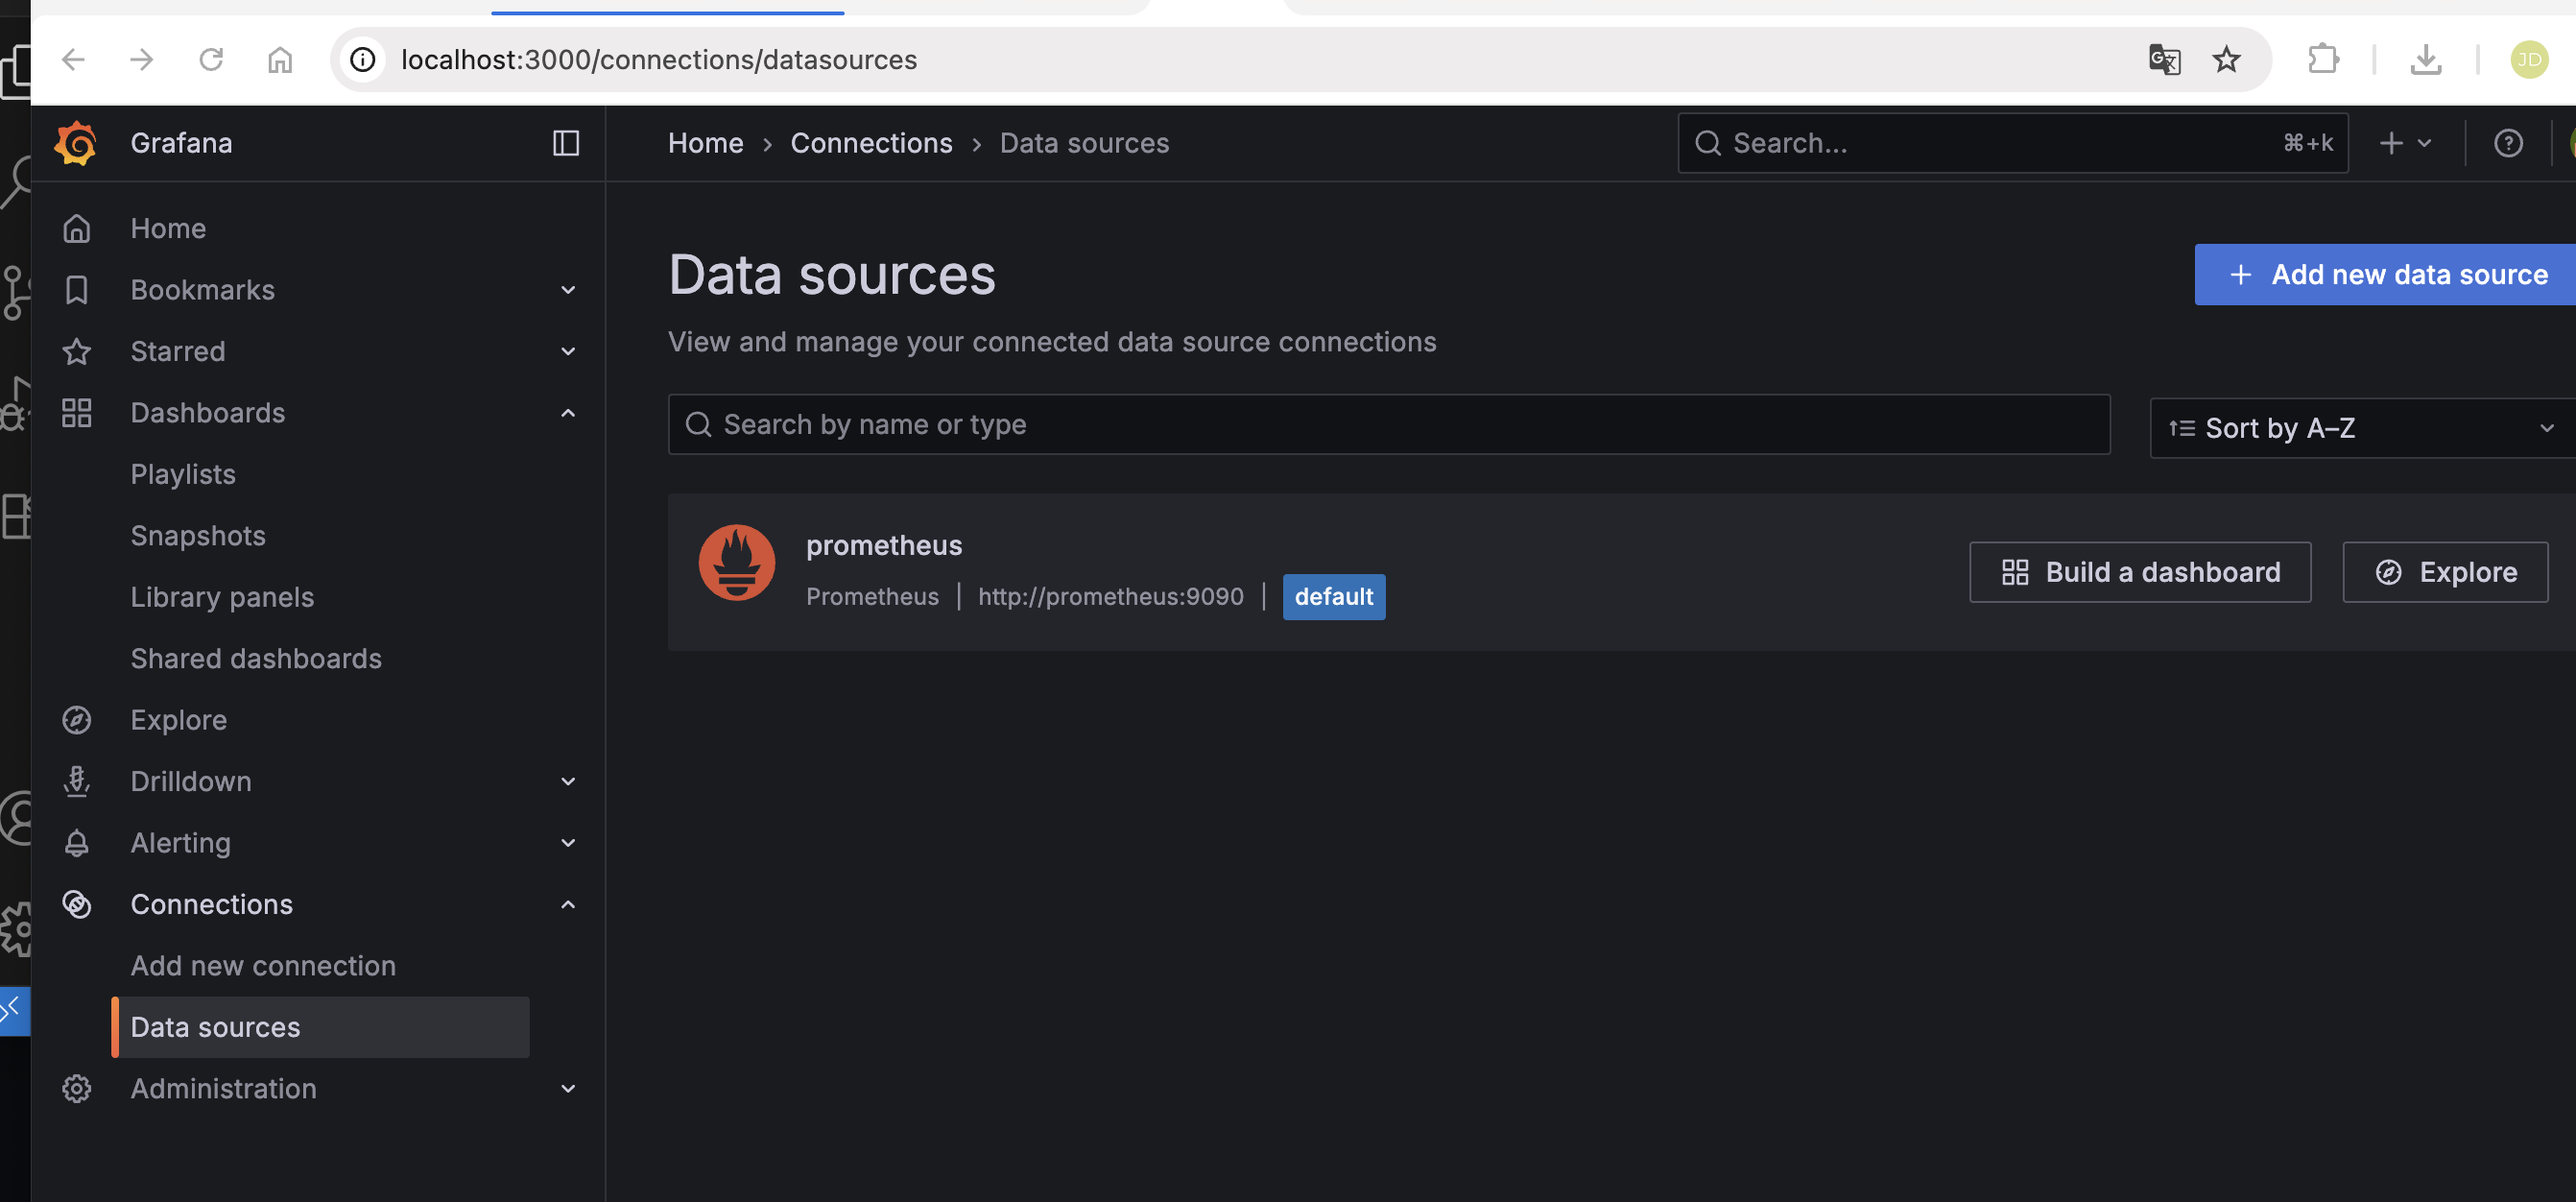 localhost:3000/connections/datasources
JD
Grafana
Home › Connections › Data sources
Search...
⌘+k
Home
Bookmarks
Starred
Dashboards
Playlists
Snapshots
Library panels
Shared dashboards
Explore
Drilldown
Alerting
Connections
Add new connection
Data sources
Administration
Data sources
+ Add new data source
View and manage your connected data source connections
Search by name or type
Sort by A–Z
prometheus
Prometheus | http://prometheus:9090 | default
Build a dashboard
Explore